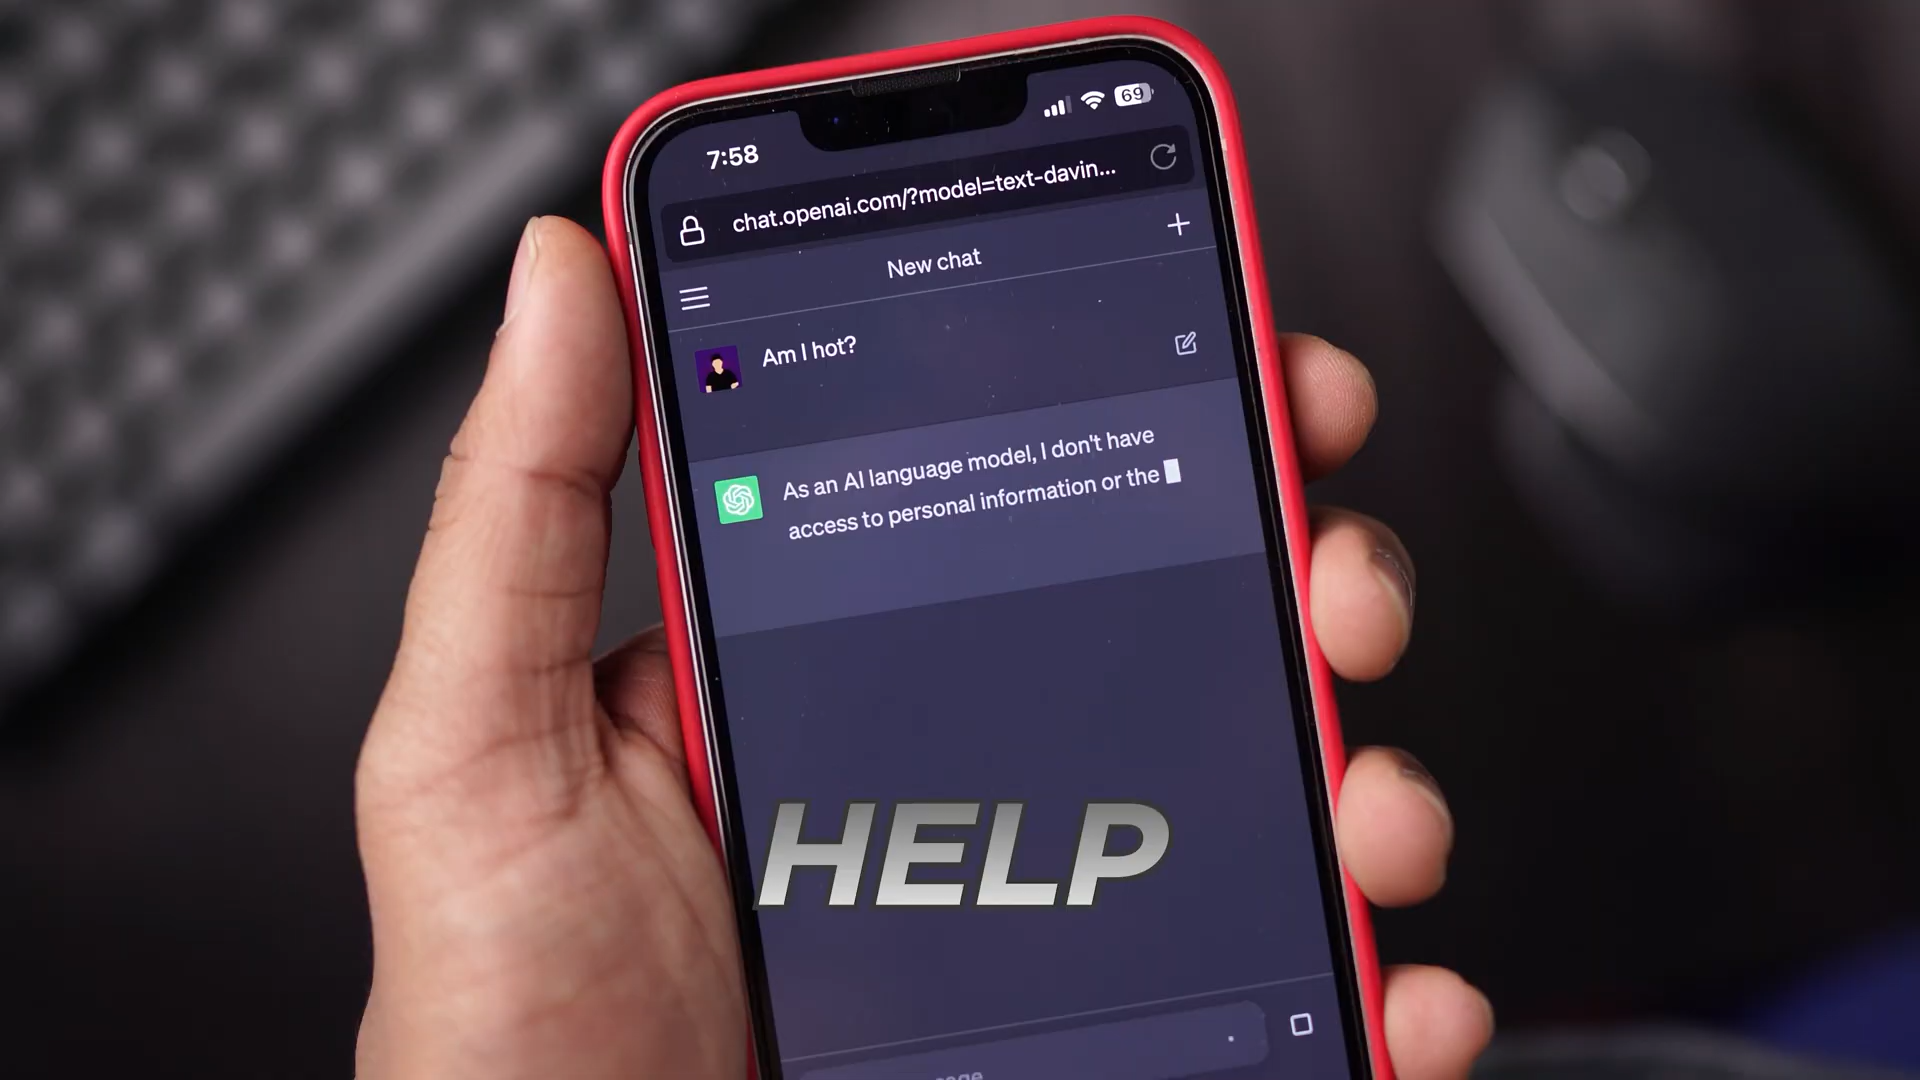 7:58
69
chat.openai.com/?model=text-davin...
New chat
Am I hot?
As an AI language model, I don't have
access to personal information or the
HELP